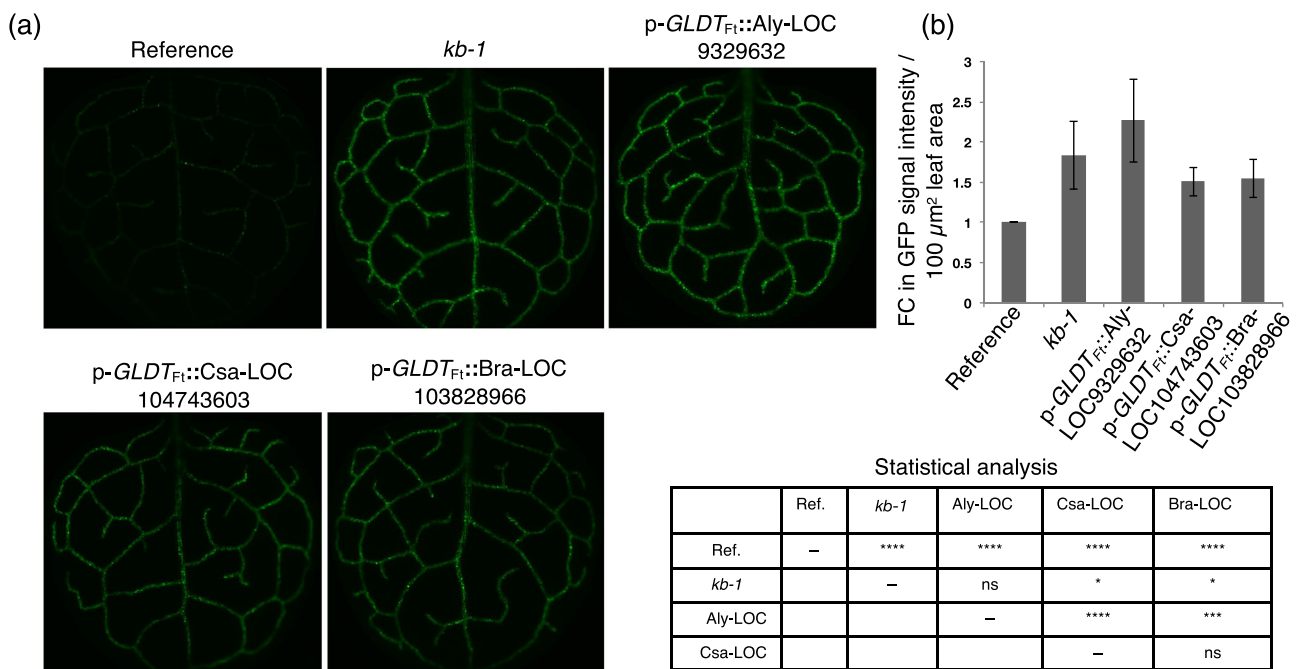 (a)
Reference
kb-1
p-GLDTFt::Aly-LOC
9329632
p-GLDTFt::Csa-LOC
104743603
p-GLDTFt::Bra-LOC
103828966
(b)
FC in GFP signal intensity /
100 µm² leaf area
3
2.5
2
1.5
1
0.5
0
Reference
kb-1
p-GLDTFt::Aly-
LOC9329632
p-GLDTFt::Csa-
LOC104743603
p-GLDTFt::Bra-
LOC103828966
Statistical analysis
Ref. kb-1 Aly-LOC Csa-LOC Bra-LOC
Ref. – **** **** **** ****
kb-1 – ns * *
Aly-LOC – **** ***
Csa-LOC – ns